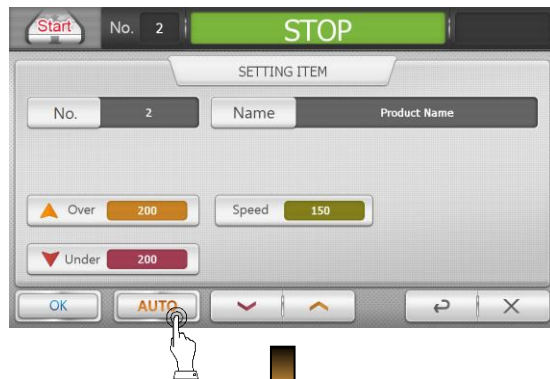 Start No. 2 STOP
SETTING ITEM
No. 2 Name Product Name
Over 200 Speed 150
Under 200
OK AUTO